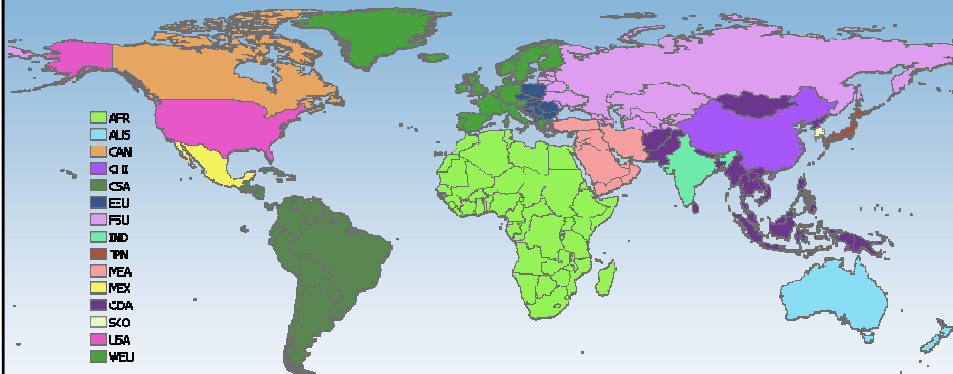 AFR
AUS
CAN
CHI
CSA
EEU
FSU
IND
JPN
MEA
MEX
ODA
SKO
USA
WEU